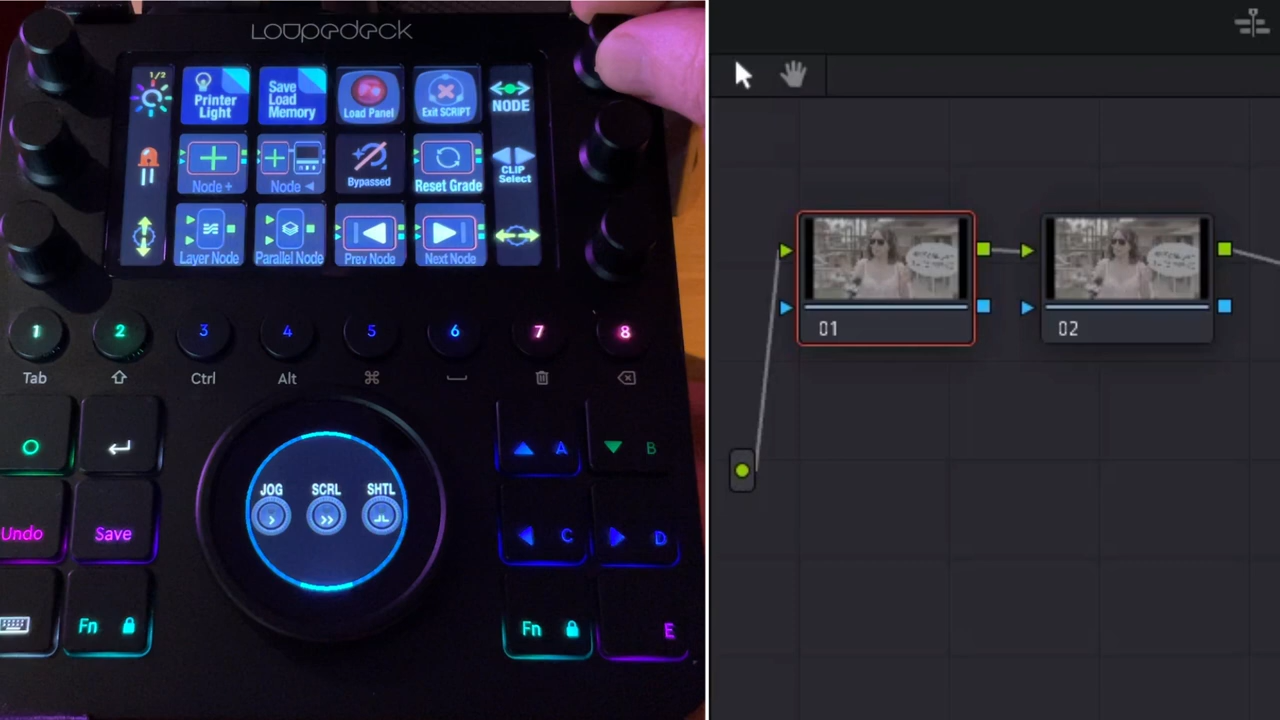 Loupedeck
1/2
Printer
Light
Save
Load
Memory
Load Panel
Exit SCRIPT
NODE
Node +
Node
Bypassed
Reset Grade
CLIP
Select
Layer Node
Parallel Node
Prev Node
Next Node
1 2 3 4 5 6 7 8
Tab Ctrl Alt
A B
JOG SCRL SHTL
Undo Save
C D
Fn Fn E
01 02